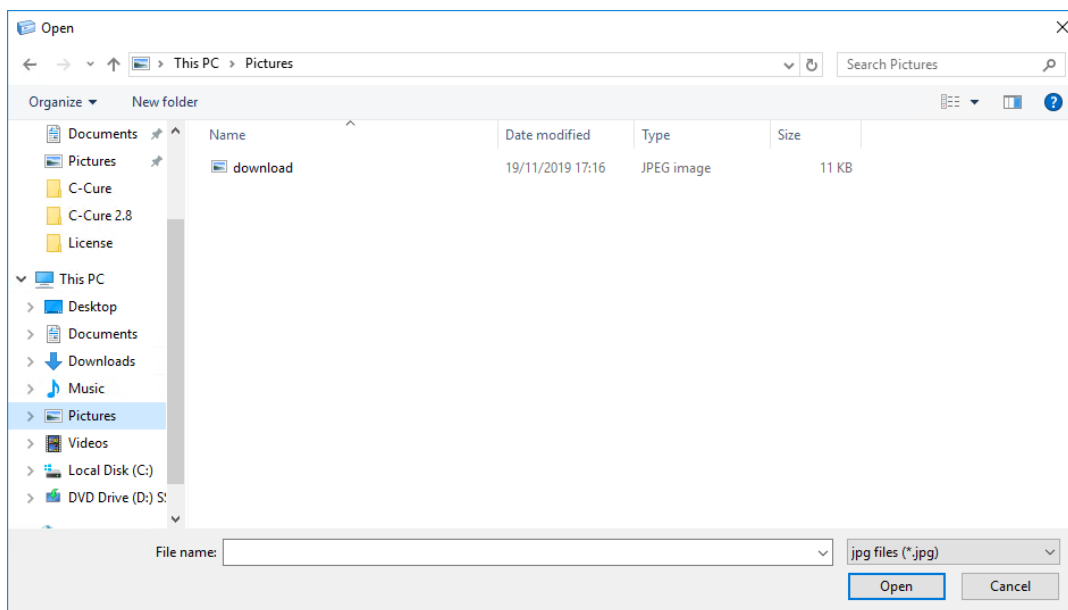 Open
This PC > Pictures
Search Pictures
Organize
New folder
Name
Date modified
Type
Size
download
19/11/2019 17:16
JPEG image
11 KB
Documents
Pictures
C-Cure
C-Cure 2.8
License
This PC
Desktop
Documents
Downloads
Music
Pictures
Videos
Local Disk (C:)
DVD Drive (D:)
File name:
jpg files (*.jpg)
Open
Cancel